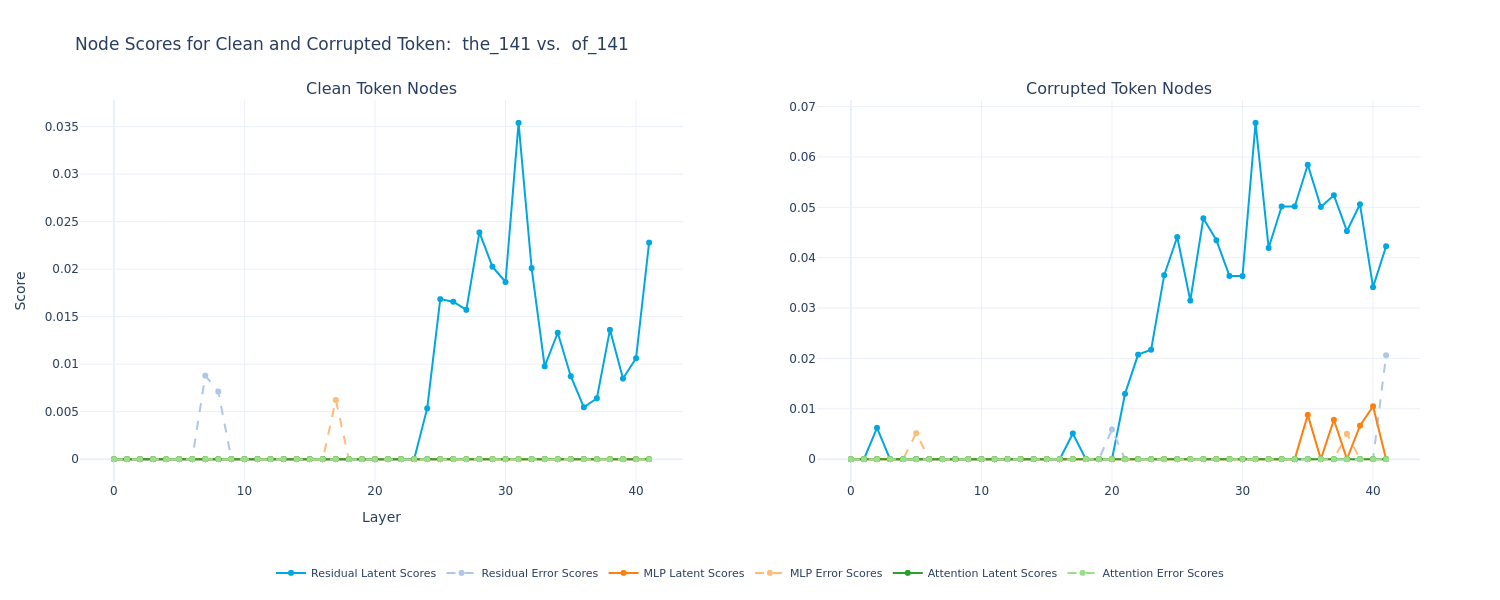 Node Scores for Clean and Corrupted Token:  the_141 vs.  of_141
Clean Token Nodes
Corrupted Token Nodes
Score
0.035
0.03
0.025
0.02
0.015
0.01
0.005
0
0 10 20 30 40
Layer
0.07
0.06
0.05
0.04
0.03
0.02
0.01
0
0 10 20 30 40
Residual Latent Scores Residual Error Scores MLP Latent Scores MLP Error Scores Attention Latent Scores Attention Error Scores